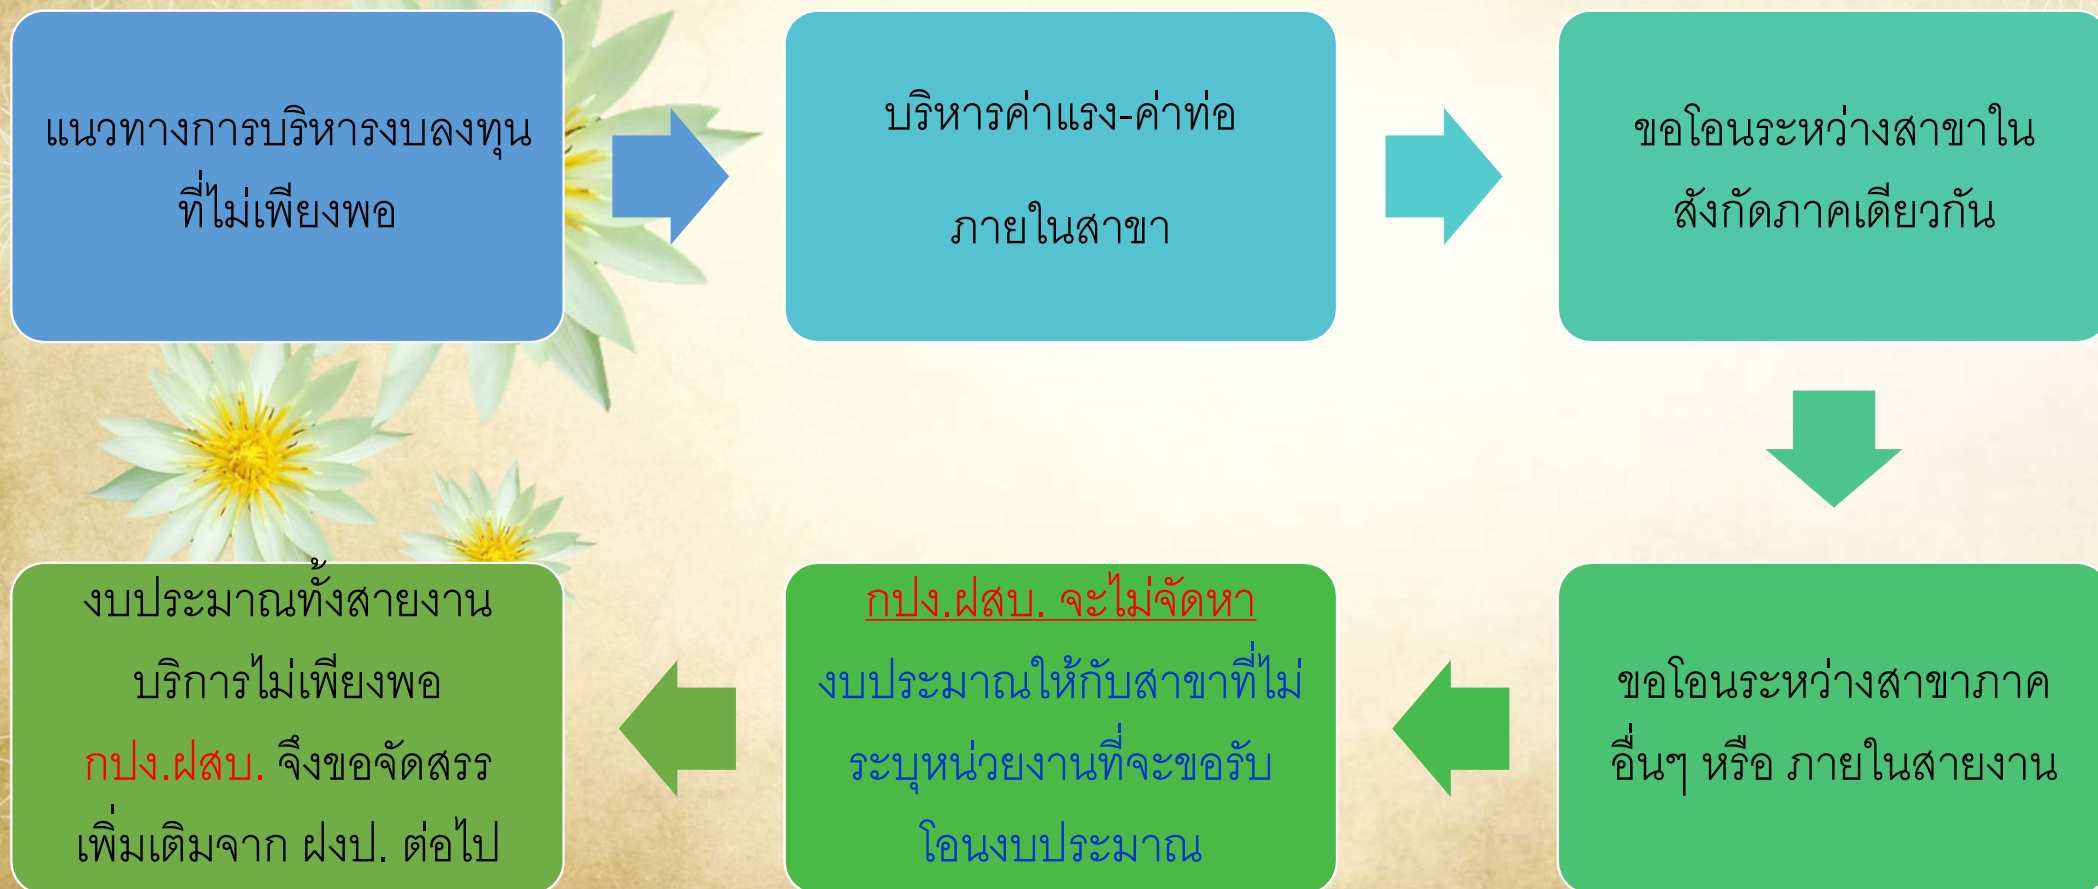 แนวทางการบริหารงบลงทุน
ที่ไม่เพียงพอ
บริหารค่าแรง-ค่าท่อ
ภายในสาขา
ขอโอนระหว่างสาขาใน
สังกัดภาคเดียวกัน
ขอโอนระหว่างสาขาภาค
อื่นๆ หรือ ภายในสายงาน
กปง.ฝสบ. จะไม่จัดหา
งบประมาณให้กับสาขาที่ไม่
ระบุหน่วยงานที่จะขอรับ
โอนงบประมาณ
งบประมาณทั้งสายงาน
บริการไม่เพียงพอ
กปง.ฝสบ. จึงขอจัดสรร
เพิ่มเติมจาก ฝงป. ต่อไป